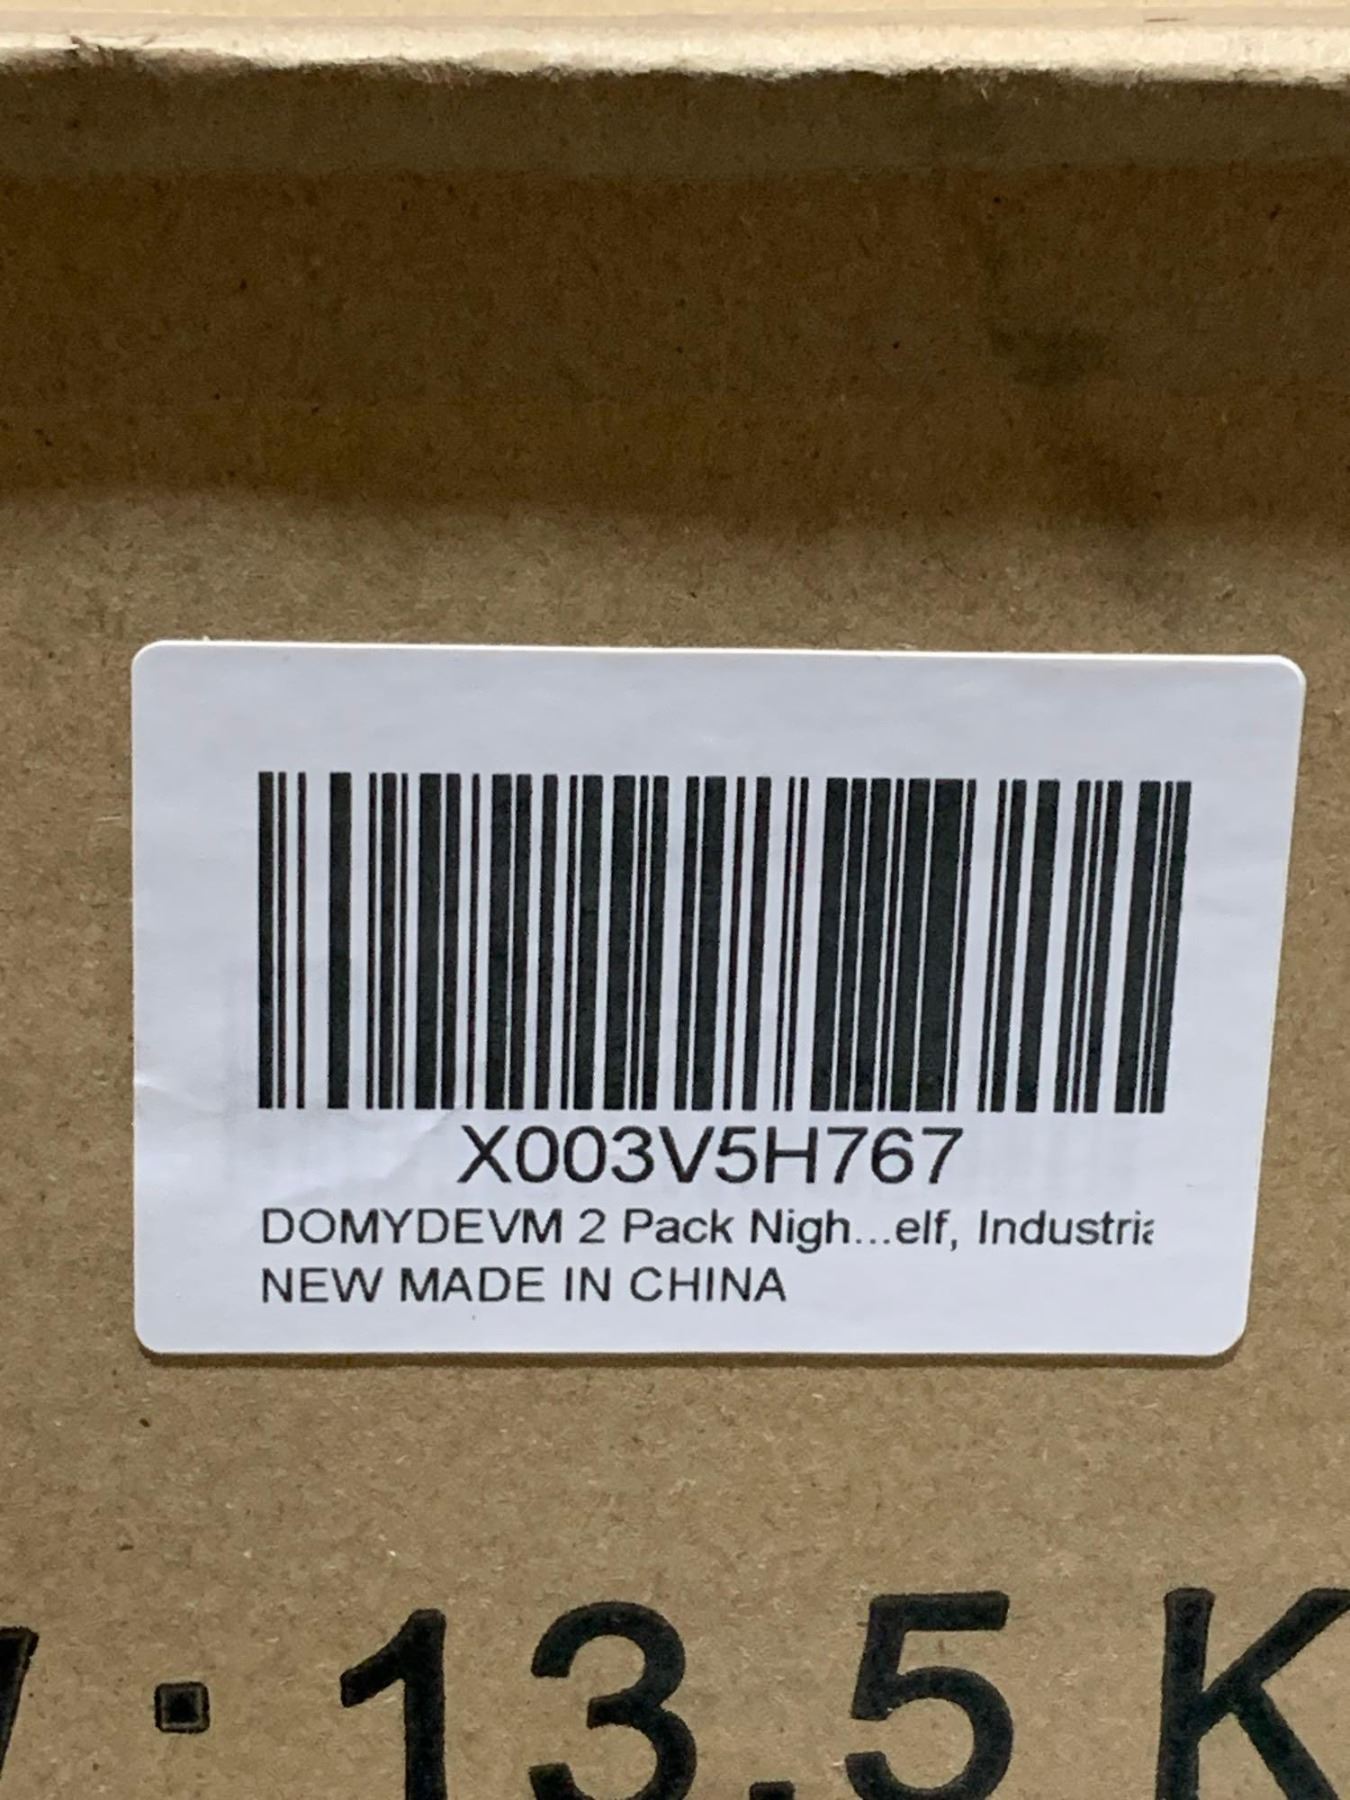 X003V5H767
DOMYDEVM 2 Pack Nigh...elf, Industria
NEW MADE IN CHINA
: 13.5 K